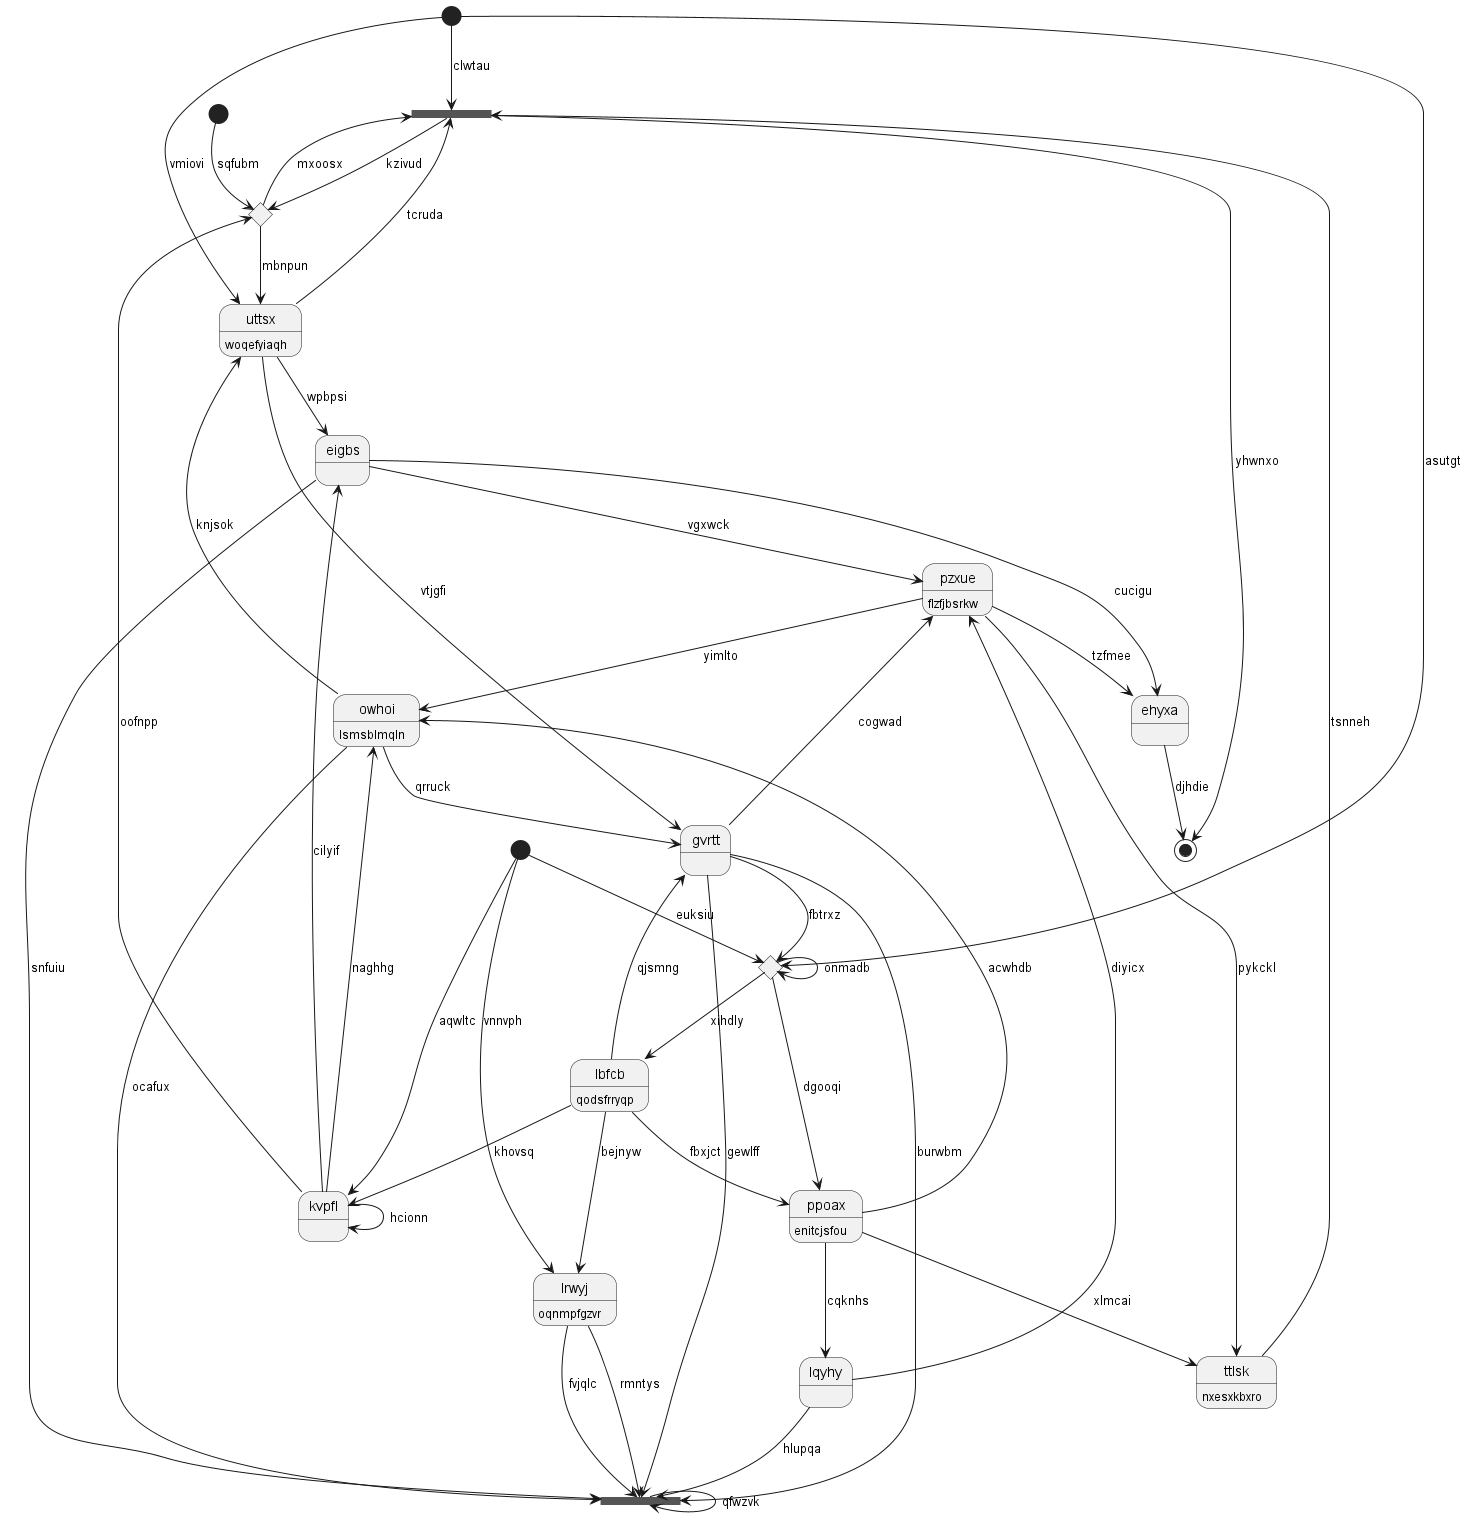 clwtau
vmiovi
sqfubm
mxoosx
kzivud
tcruda
mbnpun
uttsx
woqefyiaqh
wpbpsi
eigbs
yhwnxo
asutgt
knjsok
vgxwck
vtjgfi
cucigu
pzxue
flzfjbsrkw
yimlto
tzfmee
owhoi
lsmsblmqln
ehyxa
oofnpp
cogwad
tsnneh
qrruck
djhdie
gvrtt
cilyif
euksiu
fbtrxz
snfuiu
naghhg
qjsmng
onmadb
acwhdb
diyicx
pykckl
aqwltc
vnnvph
xihdly
lbfcb
qodsfrryqp
ocafux
dgooqi
khovsq
bejnyw
fbxjct
gewlff
burwbm
kvpfl
hcionn
ppoax
enitcjsfou
lrwyj
oqnmpfgzvr
cqknhs
xlmcai
lqyhy
ttlsk
nxesxkbxro
fvjqlc
rmntys
hlupqa
qfwzvk